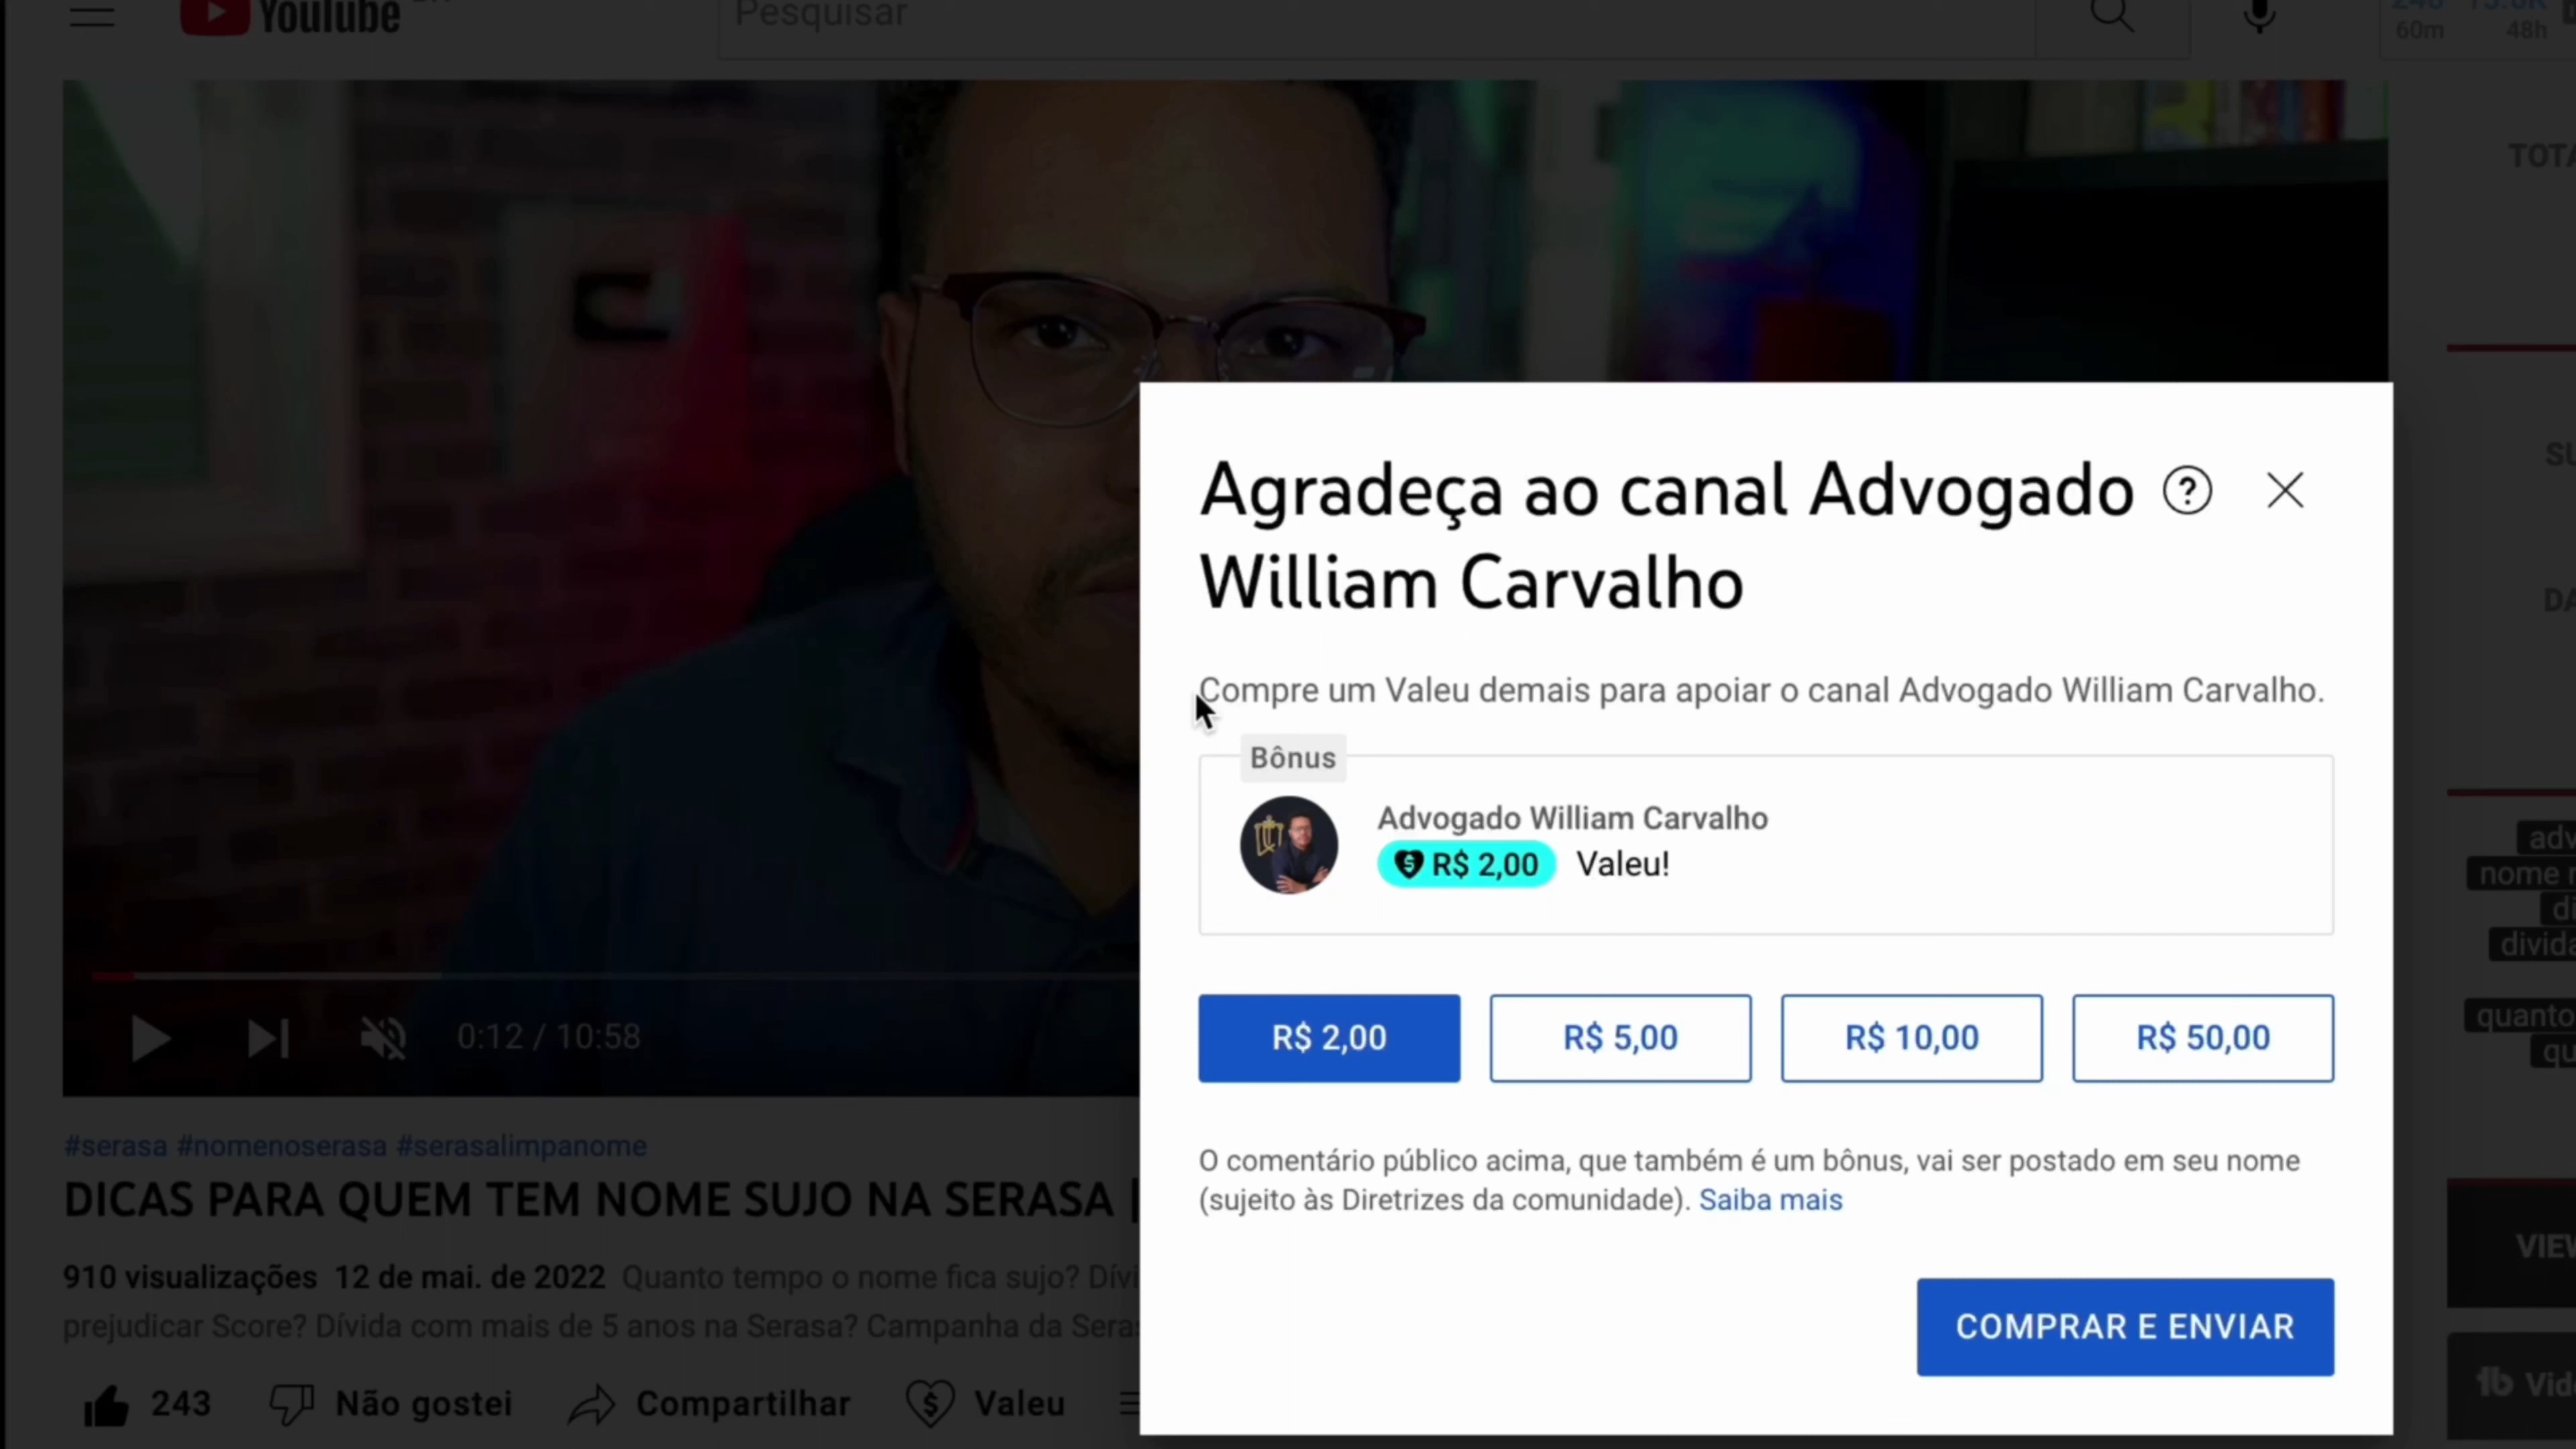 YouTube
Pesquisar
60m
48h
Agradeça ao canal Advogado
William Carvalho
Compre um Valeu demais para apoiar o canal Advogado William Carvalho.
Bônus
Advogado William Carvalho
R$ 2,00 Valeu!
R$ 2,00
R$ 5,00
R$ 10,00
R$ 50,00
O comentário público acima, que também é um bônus, vai ser postado em seu nome
(sujeito às Diretrizes da comunidade). Saiba mais
COMPRAR E ENVIAR
0:12 / 10:58
#serasa #nomenoserasa #serasalimpanome
DICAS PARA QUEM TEM NOME SUJO NA SERASA |
910 visualizações 12 de mai. de 2022 Quanto tempo o nome fica sujo?
prejudicar Score? Dívida com mais de 5 anos na Serasa? Campanha da
243
Não gostei
Compartilhar
Valeu
nome
quanto